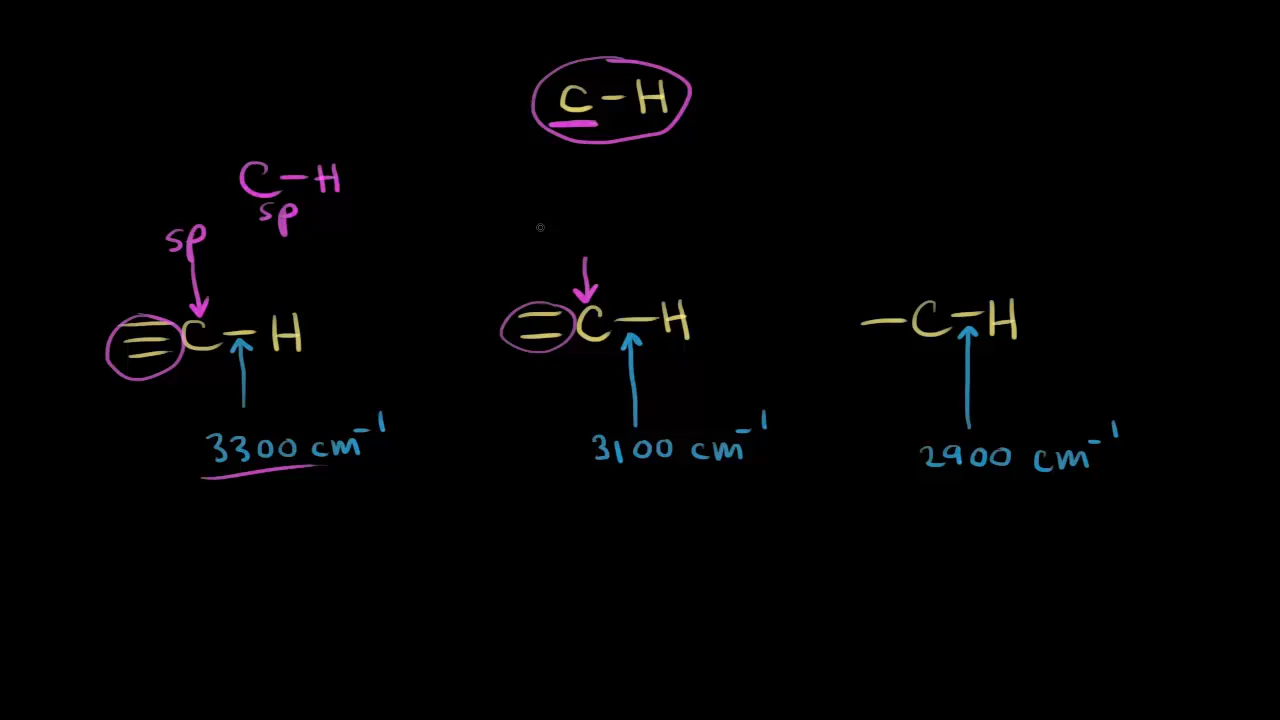 C-H
C-H
sp
sp
≡C-H
=C-H
-C-H
3300 cm⁻¹
3100 cm⁻¹
2900 cm⁻¹